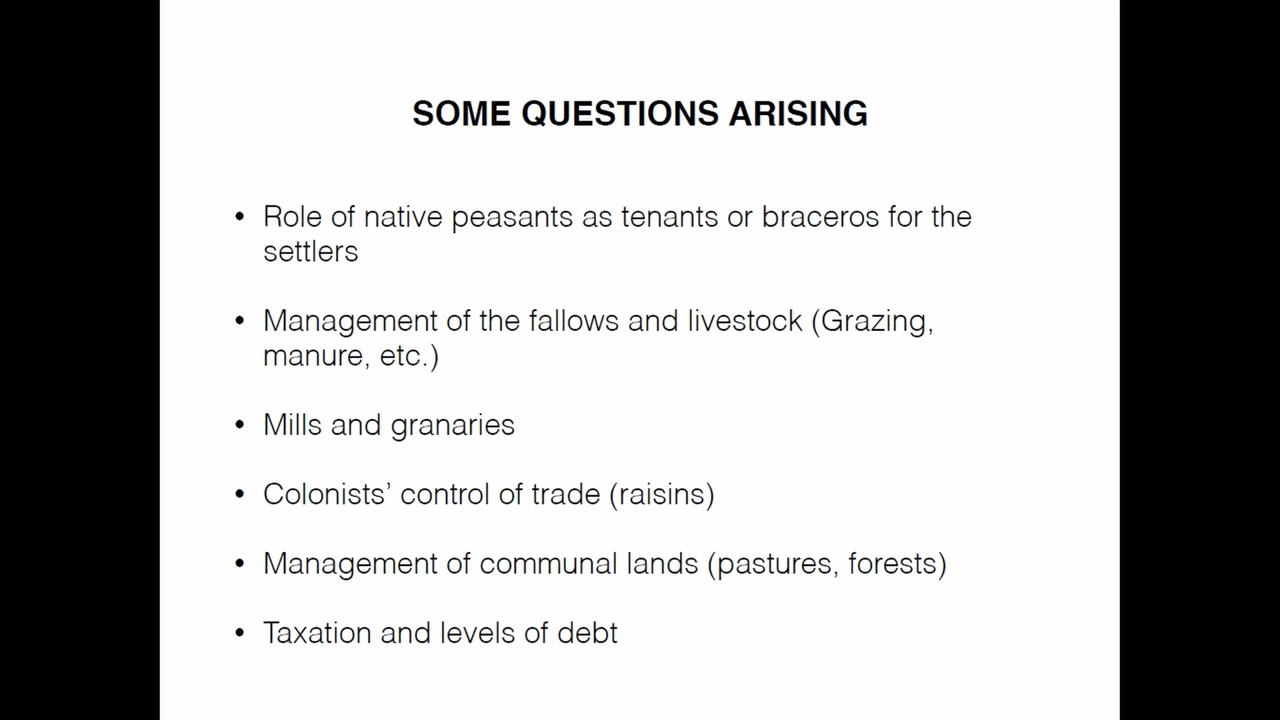 SOME QUESTIONS ARISING
• Role of native peasants as tenants or braceros for the
settlers
• Management of the fallows and livestock (Grazing,
manure, etc.)
• Mills and granaries
• Colonists’ control of trade (raisins)
• Management of communal lands (pastures, forests)
• Taxation and levels of debt